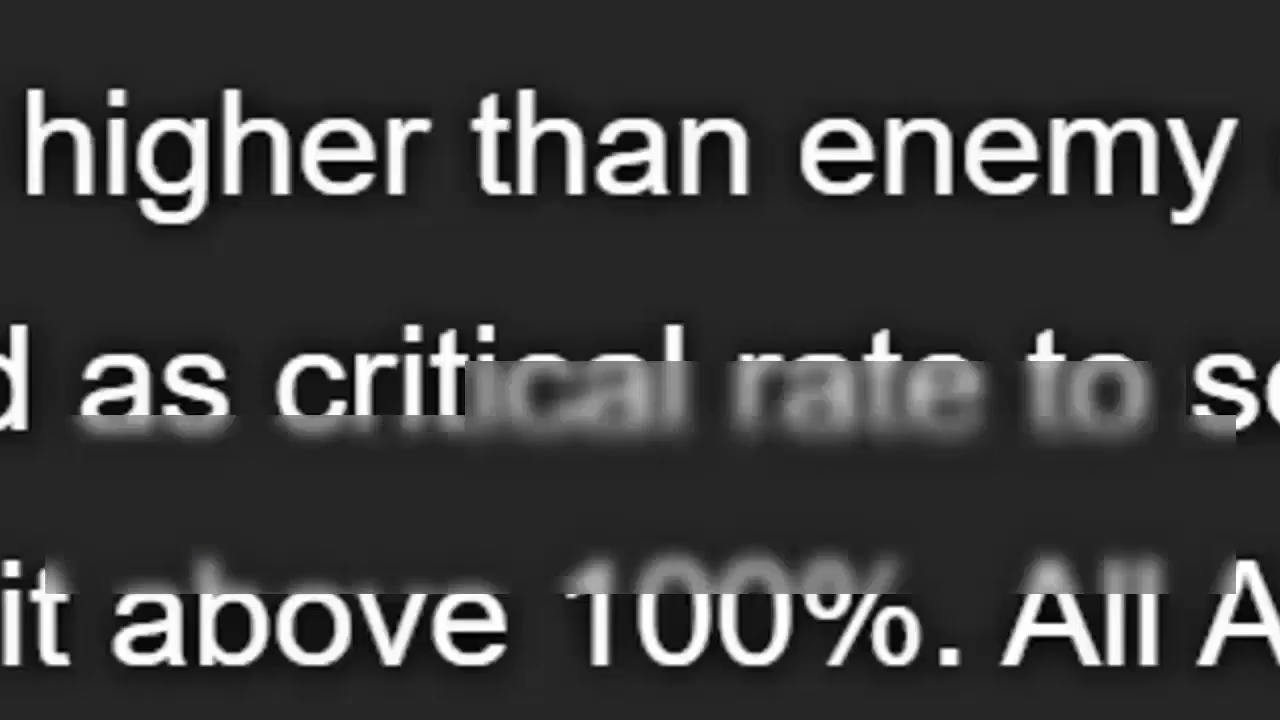 higher than enemy
as critical rate to
it above 100%. All